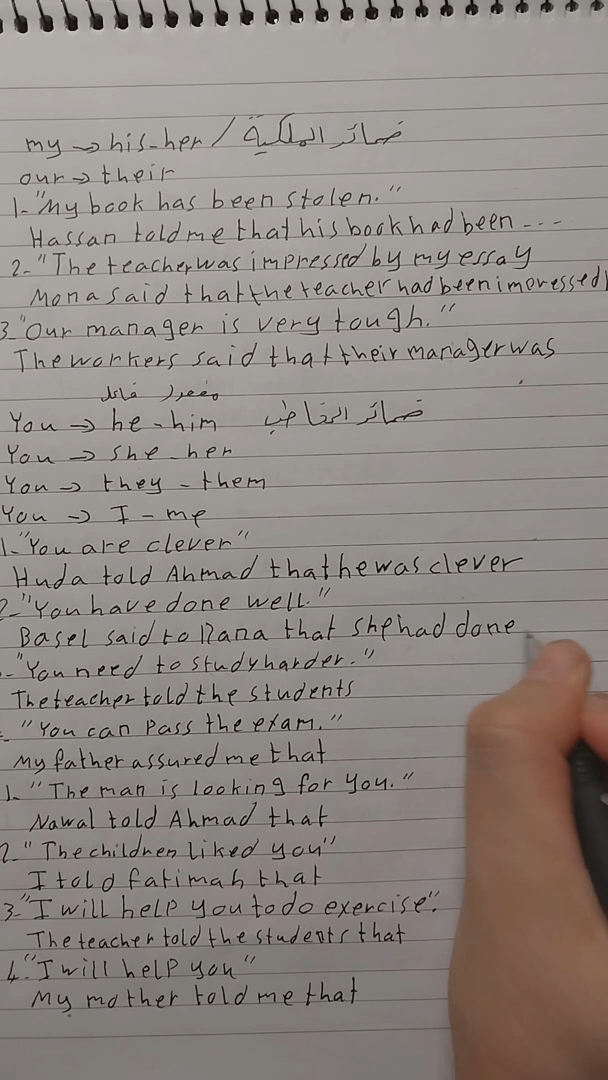 my → his-her / ضمائر الملكية
our → their
1- "My book has been stolen."
Hassan told me that his book had been ---
2- "The teacher was impressed by my essay
Mona said that the teacher had been imoressed
3 "Our manager is very tough."
The workers said that their manager was
فاعل مفعول
You → he-him ضمائر المخاطب
You → she-her
You → they-them
You → I-me
1- "You are clever"
Huda told Ahmad that he was clever
2- "You have done well."
Basel said to Rana that she had done
- "You need to study harder."
The teacher told the students
- "You can pass the exam."
My father assured me that
1. "The man is looking for you."
Nawal told Ahmad that
2- "The children liked you"
I told fatimah that
3- "I will help you to do exercise".
The teacher told the students that
4. "I will help you"
My mother told me that